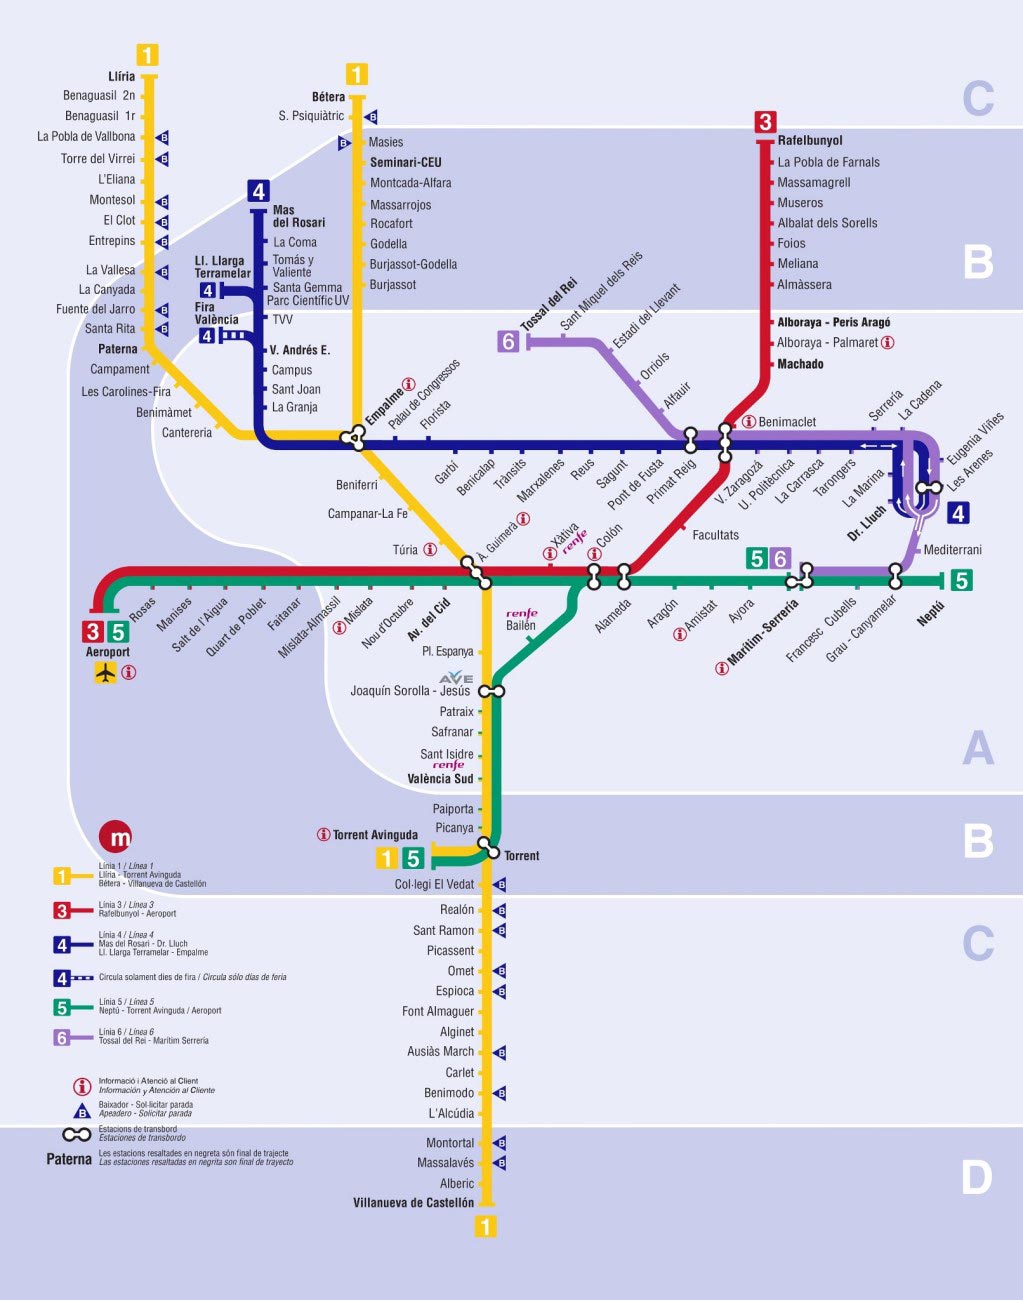 1
Llíria
Benaguasil 2n
Benaguasil 1r
La Pobla de Vallbona
B
Torre del Virrei
B
L'Eliana
Montesol
B
El Clot
B
Entrepins
B
La Vallesa
B
La Canyada
Fuente del Jarro
B
Santa Rita
B
Paterna
Campament
Les Carolines-Fira
Benimàmet
Cantereria
1
Bétera
S. Psiquiàtric
B
B
Masies
Seminari-CEU
Montcada-Alfara
Massarrojos
Rocafort
Godella
Burjassot-Godella
Burjassot
4
Mas
del Rosari
La Coma
Tomás y
Valiente
Santa Gemma
Parc Científic UV
TVV
V. Andrés E.
Campus
Sant Joan
La Granja
Ll. Llarga
Terramelar
4
Fira
València
4
3
Rafelbunyol
La Pobla de Farnals
Massamagrell
Museros
Albalat dels Sorells
Foios
Meliana
Almàssera
Alboraya - Peris Aragó
Alboraya - Palmaret
i
Machado
i
Benimaclet
C
B
6
Tossal del Rei
Sant Miquel dels Reis
Estadi del Llevant
Orriols
Alfauir
Empalme
i
Palau de Congressos
Florista
Garbí
Benicalap
Trànsits
Marxalenes
Reus
Sagunt
Pont de Fusta
Primat Reig
V. Zaragozá
U. Politècnica
La Carrasca
Tarongers
Serrería
La Cadena
Eugenia Viñes
Les Arenes
La Marina
Dr. Lluch
4
Mediterrani
Beniferri
Campanar-La Fe
Túria
i
À. Guimerà
i
Xàtiva
i
renfe
Colón
i
Facultats
5
6
5
3
5
Aeroport
i
Rosas
Manises
Salt de l'Aigua
Quart de Poblet
Faitanar
Mislata-Almassil
i
Mislata
Nou d'Octubre
Av. del Cid
renfe
Bailén
Alameda
Aragón
i
Amistat
Ayora
i
Marítim-Serrería
Francesc Cubells
Grau - Canyamelar
Neptú
Pl. Espanya
AVE
Joaquín Sorolla - Jesús
Patraix
Safranar
Sant Isidre
renfe
València Sud
A
Paiporta
Picanya
i
Torrent Avinguda
1
5
Torrent
B
Col·legi El Vedat
B
Realón
B
Sant Ramon
B
Picassent
Omet
B
Espioca
B
Font Almaguer
Alginet
Ausiàs March
B
Carlet
Benimodo
B
L'Alcúdia
C
Montortal
B
Massalavés
B
Alberic
Villanueva de Castellón
1
D
m
1
Línia 1 / Línea 1
Llíria - Torrent Avinguda
Bétera - Villanueva de Castellón
3
Línia 3 / Línea 3
Rafelbunyol - Aeroport
4
Línia 4 / Línea 4
Mas del Rosari - Dr. Lluch
Ll. Llarga Terramelar - Empalme
4
Circula solament dies de fira / Circula sólo días de feria
5
Línia 5 / Línea 5
Neptú - Torrent Avinguda / Aeroport
6
Línia 6 / Línea 6
Tossal del Rei - Marítim Serrería
i
Informació i Atenció al Client
Información y Atención al Cliente
B
Baixador - Sol·licitar parada
Apeadero - Solicitar parada
Estacions de transbord
Estaciones de transbordo
Paterna
Les estacions resaltades en negreta són final de trajecte
Las estaciones resaltadas en negrita son final de trayecto